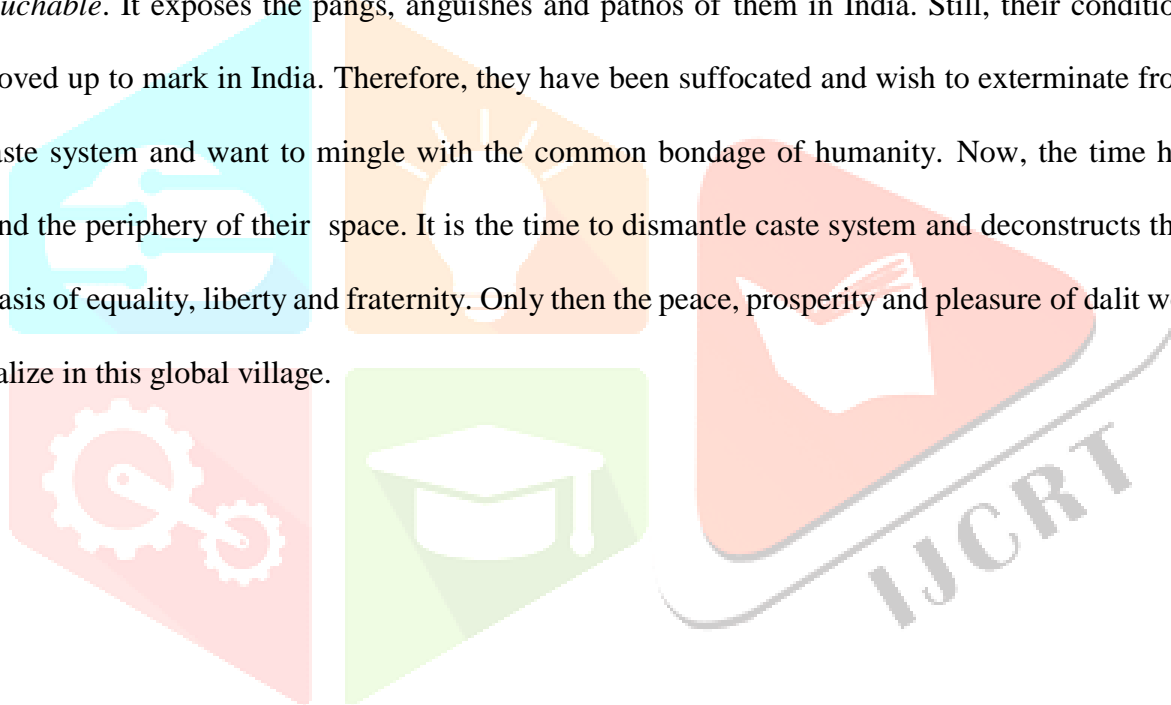 uchable. It exposes the pangs, anguishes and pathos of them in India. Still, their conditio
oved up to mark in India. Therefore, they have been suffocated and wish to exterminate fro
aste system and want to mingle with the common bondage of humanity. Now, the time h
nd the periphery of their space. It is the time to dismantle caste system and deconstructs th
asis of equality, liberty and fraternity. Only then the peace, prosperity and pleasure of dalit w
alize in this global village.
IJCRT